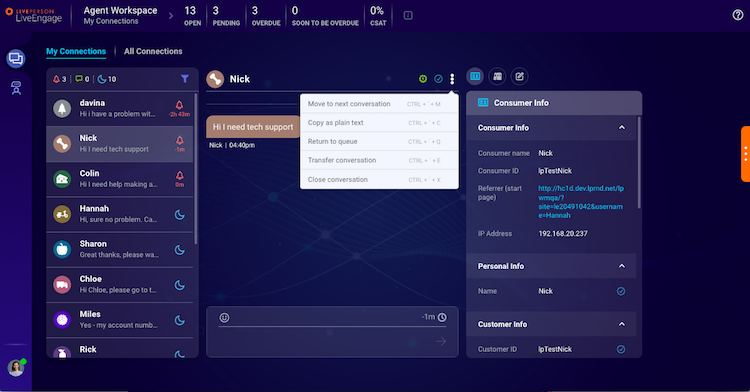 LIVEPERSON
LiveEngage
Agent Workspace
My Connections
13
OPEN
3
PENDING
3
OVERDUE
0
SOON TO BE OVERDUE
0%
CSAT
My Connections
All Connections
3
0
10
davina
Hi i have a problem wit...
-2h 43m
Nick
Hi I need tech support
-1m
Colin
Hi I need help making a...
0m
Hannah
Hi, sure no problem. Ca...
Sharon
Great thanks, please wa...
Chloe
Hi Chloe, please go to t...
Miles
Yes - my account numb...
Rick
Nick
Hi I need tech support
Nick | 04:40pm
Move to next conversation CTRL + ` + M
Copy as plain text CTRL + ` + C
Return to queue CTRL + ` + Q
Transfer conversation CTRL + ` + E
Close conversation CTRL + ` + X
-1m
Consumer Info
Consumer Info
Consumer name Nick
Consumer ID lpTestNick
Referrer (start page)
http://hc1d.dev.lprnd.net/lp
wmqa/?
site=le20491042&usernam
e=Hannah
IP Address 192.168.20.237
Personal Info
Name Nick
Customer Info
Customer ID lpTestNick